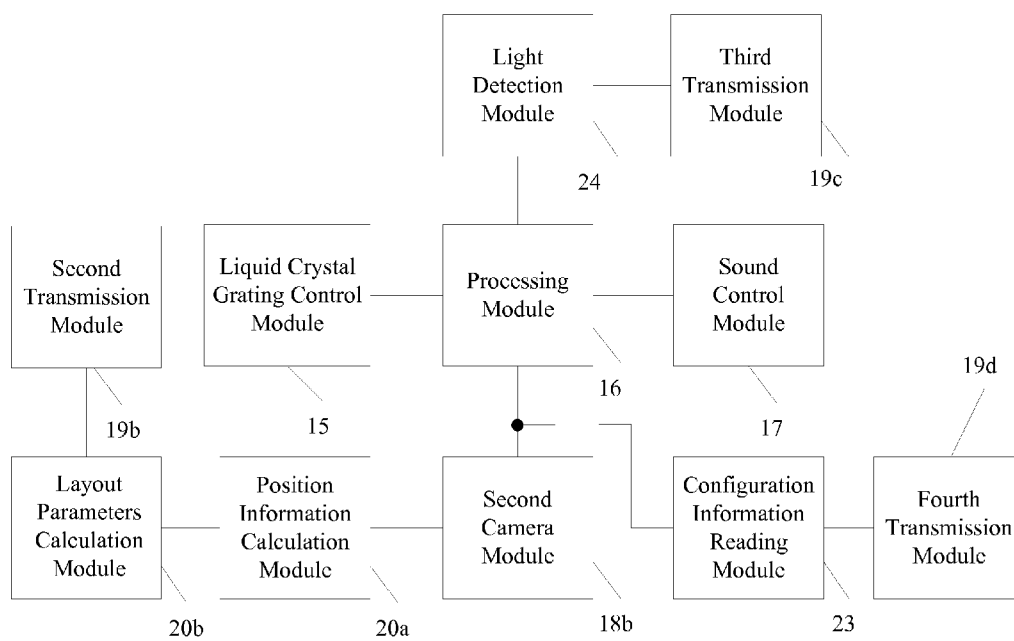 Light
Detection
Module
Third
Transmission
Module
24
19c
Second
Transmission
Module
Liquid Crystal
Grating Control
Module
Processing
Module
Sound
Control
Module
19b
15
16
17
19d
Layout
Parameters
Calculation
Module
Position
Information
Calculation
Module
Second
Camera
Module
Configuration
Information
Reading
Module
Fourth
Transmission
Module
20b
20a
18b
23